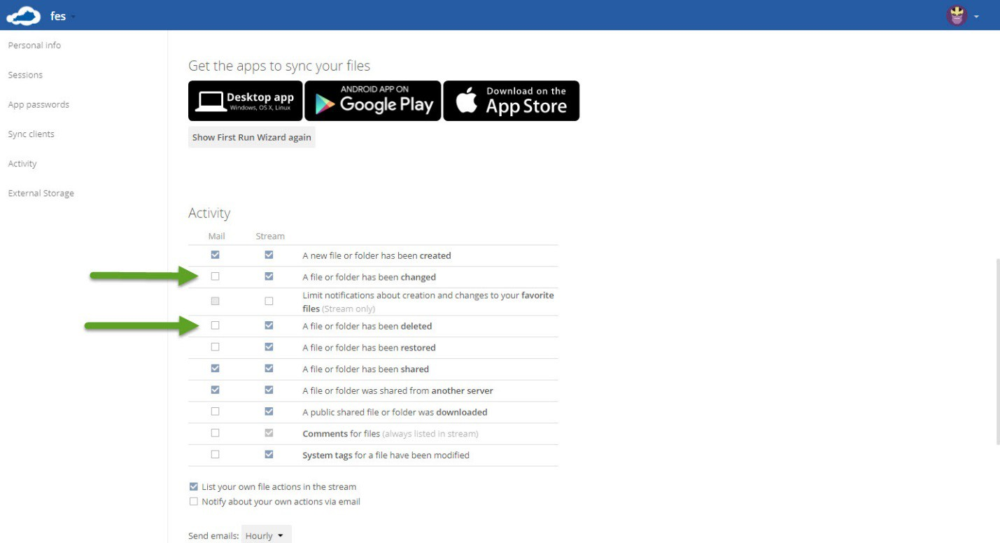 fes
Personal info
Sessions
App passwords
Sync clients
Activity
External Storage
Get the apps to sync your files
Desktop app
Windows, OS X, Linux
ANDROID APP ON
Google Play
Download on the
App Store
Show First Run Wizard again
Activity
Mail Stream
A new file or folder has been created
A file or folder has been changed
Limit notifications about creation and changes to your favorite
files (Stream only)
A file or folder has been deleted
A file or folder has been restored
A file or folder has been shared
A file or folder was shared from another server
A public shared file or folder was downloaded
Comments for files (always listed in stream)
System tags for a file have been modified
List your own file actions in the stream
Notify about your own actions via email
Send emails: Hourly